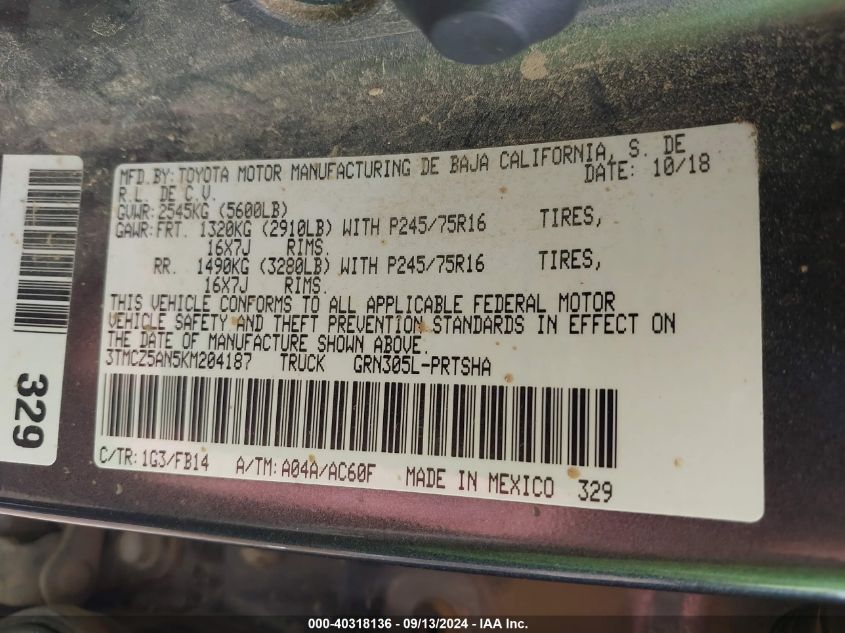 MFD.BY:TOYOTA MOTOR MANUFACTURING DE BAJA CALIFORNIA, S. DE
R.L. DE C.V. DATE: 10/18
GVWR:2545KG (5600LB)
GAWR:FRT. 1320KG (2910LB) WITH P245/75R16 TIRES,
16X7J RIMS.
RR. 1490KG (3280LB) WITH P245/75R16 TIRES,
16X7J RIMS.
THIS VEHICLE CONFORMS TO ALL APPLICABLE FEDERAL MOTOR
VEHICLE SAFETY AND THEFT PREVENTION STANDARDS IN EFFECT ON
THE DATE OF MANUFACTURE SHOWN ABOVE.
3TMCZ5AN5KM204187 TRUCK GRN305L-PRTSHA
C/TR:1G3/FB14 A/TM:A04A/AC60F MADE IN MEXICO 329
329
000-40318136 - 09/13/2024 - IAA Inc.